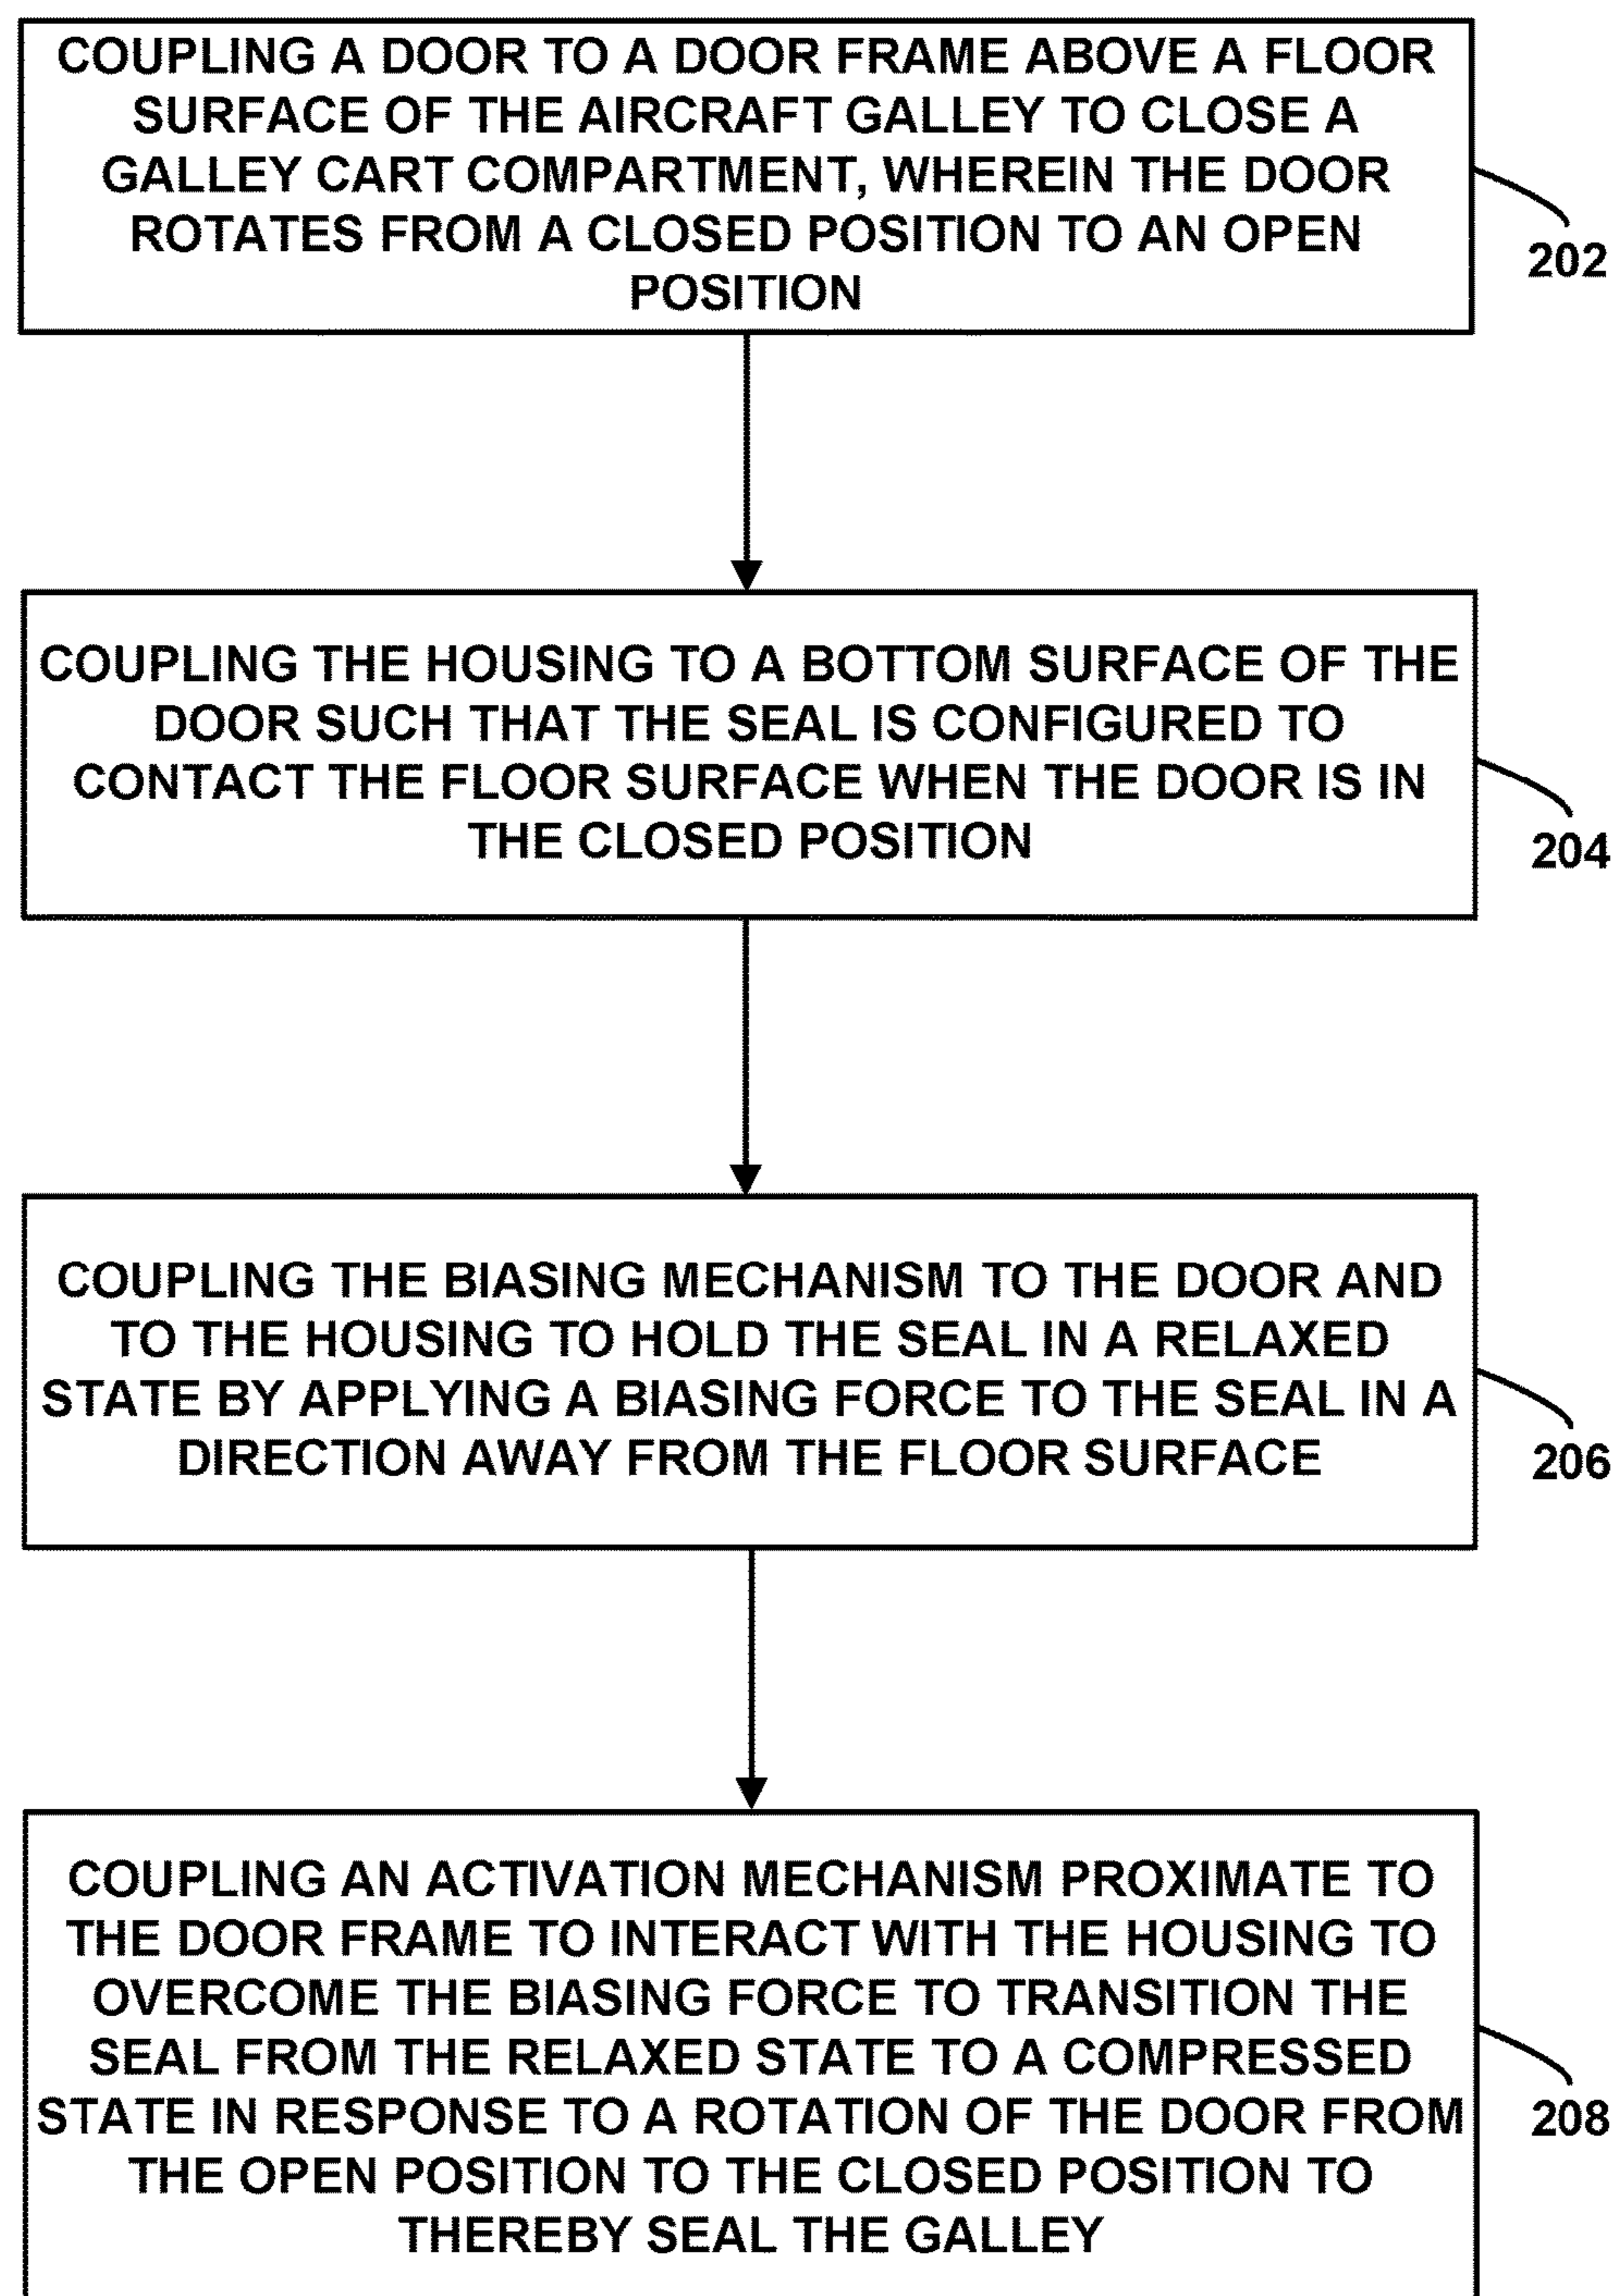 COUPLING A DOOR TO A DOOR FRAME ABOVE A FLOOR
SURFACE OF THE AIRCRAFT GALLEY TO CLOSE A
GALLEY CART COMPARTMENT, WHEREIN THE DOOR
ROTATES FROM A CLOSED POSITION TO AN OPEN
POSITION
202
COUPLING THE HOUSING TO A BOTTOM SURFACE OF THE
DOOR SUCH THAT THE SEAL IS CONFIGURED TO
CONTACT THE FLOOR SURFACE WHEN THE DOOR IS IN
THE CLOSED POSITION
204
COUPLING THE BIASING MECHANISM TO THE DOOR AND
TO THE HOUSING TO HOLD THE SEAL IN A RELAXED
STATE BY APPLYING A BIASING FORCE TO THE SEAL IN A
DIRECTION AWAY FROM THE FLOOR SURFACE
206
COUPLING AN ACTIVATION MECHANISM PROXIMATE TO
THE DOOR FRAME TO INTERACT WITH THE HOUSING TO
OVERCOME THE BIASING FORCE TO TRANSITION THE
SEAL FROM THE RELAXED STATE TO A COMPRESSED
STATE IN RESPONSE TO A ROTATION OF THE DOOR FROM
THE OPEN POSITION TO THE CLOSED POSITION TO
THEREBY SEAL THE GALLEY
208